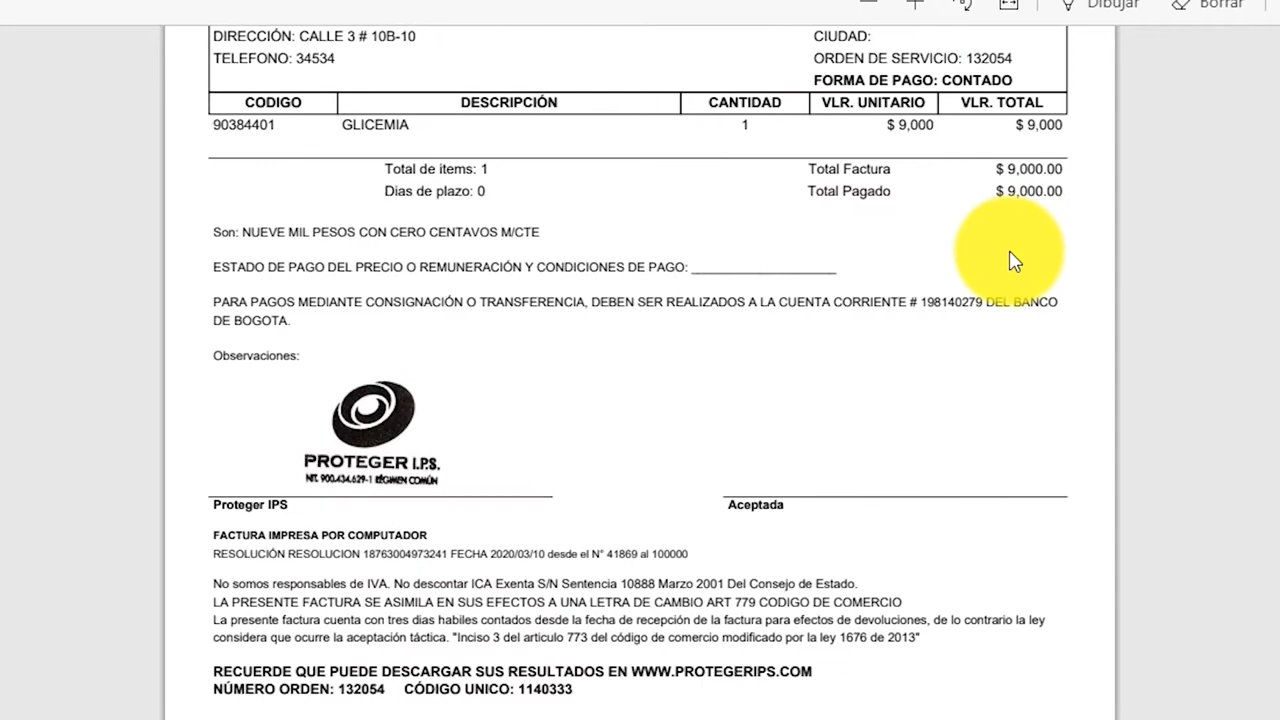 Dibujar Borrar
DIRECCIÓN: CALLE 3 # 10B-10 CIUDAD:
TELEFONO: 34534 ORDEN DE SERVICIO: 132054
FORMA DE PAGO: CONTADO
CODIGO DESCRIPCIÓN CANTIDAD VLR. UNITARIO VLR. TOTAL
90384401 GLICEMIA 1 $ 9,000 $ 9,000
Total de items: 1 Total Factura $ 9,000.00
Dias de plazo: 0 Total Pagado $ 9,000.00
Son: NUEVE MIL PESOS CON CERO CENTAVOS M/CTE
ESTADO DE PAGO DEL PRECIO O REMUNERACIÓN Y CONDICIONES DE PAGO: ____________________
PARA PAGOS MEDIANTE CONSIGNACIÓN O TRANSFERENCIA, DEBEN SER REALIZADOS A LA CUENTA CORRIENTE # 198140279 DEL BANCO
DE BOGOTA.
Observaciones:
PROTEGER I.P.S.
NIT. 900.434.629-1 RÉGIMEN COMÚN
Proteger IPS Aceptada
FACTURA IMPRESA POR COMPUTADOR
RESOLUCIÓN RESOLUCION 18763004973241 FECHA 2020/03/10 desde el N° 41869 al 100000
No somos responsables de IVA. No descontar ICA Exenta S/N Sentencia 10888 Marzo 2001 Del Consejo de Estado.
LA PRESENTE FACTURA SE ASIMILA EN SUS EFECTOS A UNA LETRA DE CAMBIO ART 779 CODIGO DE COMERCIO
La presente factura cuenta con tres dias habiles contados desde la fecha de recepción de la factura para efectos de devoluciones, de lo contrario la ley
considera que ocurre la aceptación táctica. "Inciso 3 del articulo 773 del código de comercio modificado por la ley 1676 de 2013"
RECUERDE QUE PUEDE DESCARGAR SUS RESULTADOS EN WWW.PROTEGERIPS.COM
NÚMERO ORDEN: 132054 CÓDIGO UNICO: 1140333